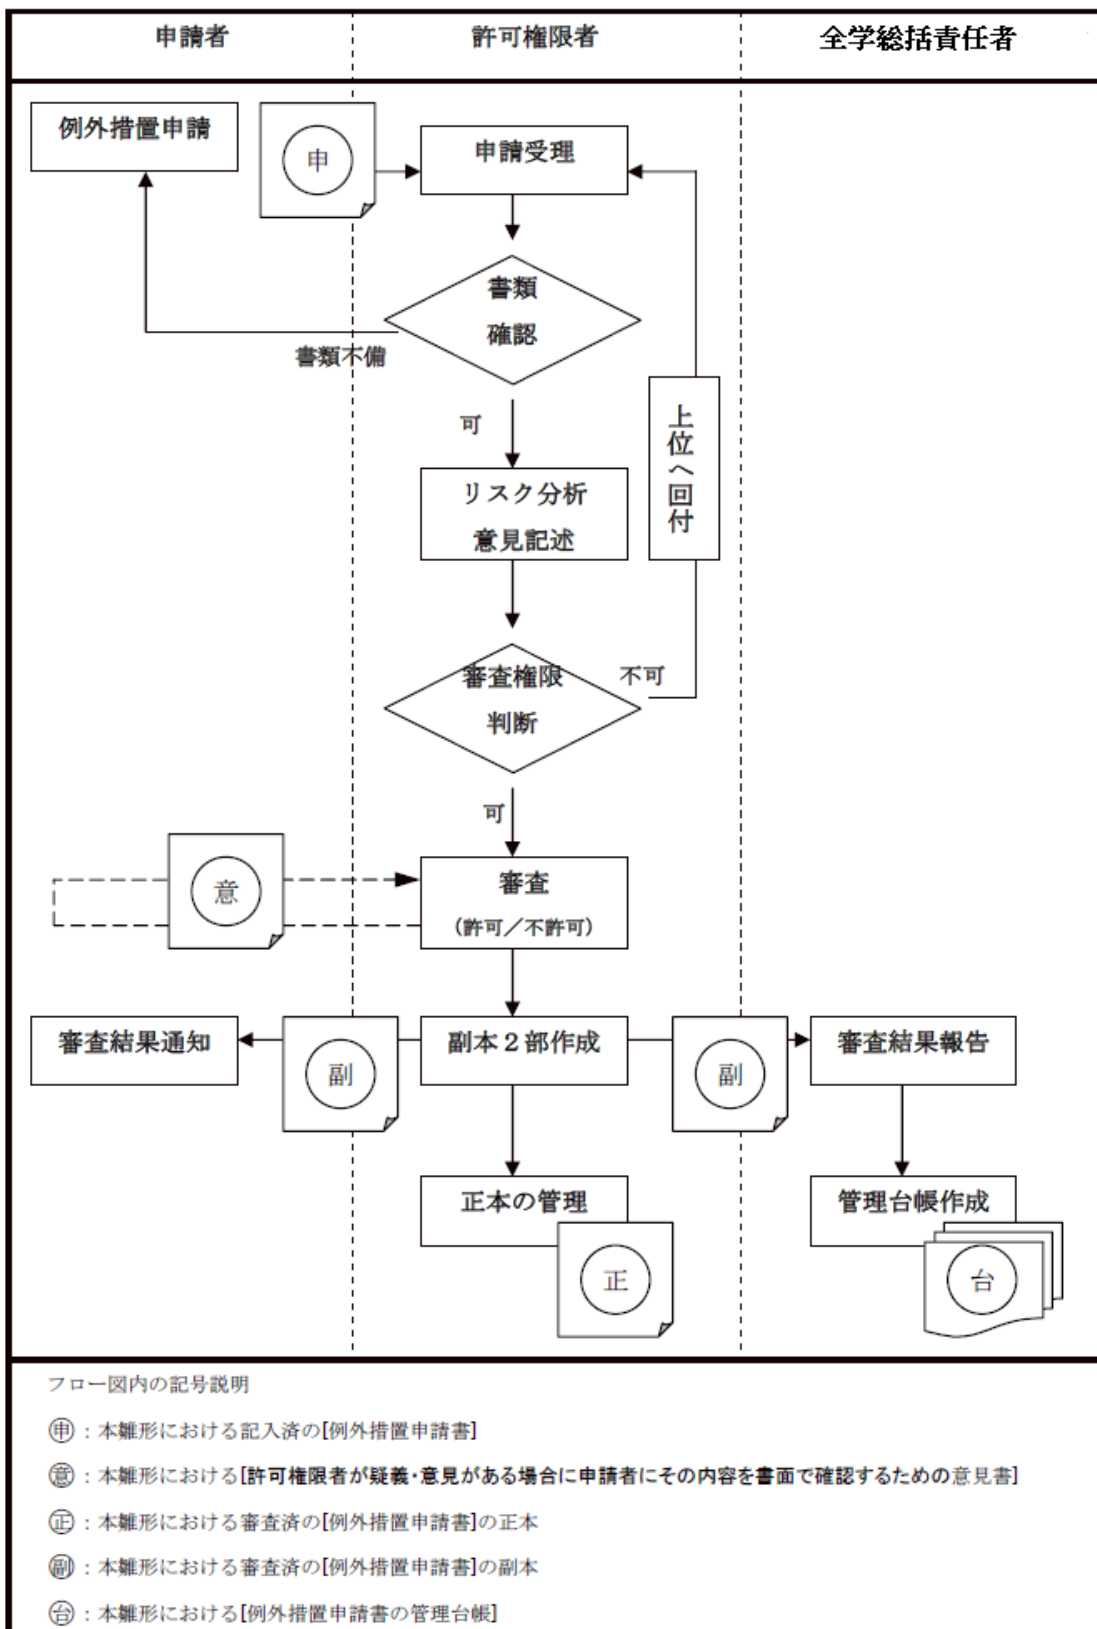 申請者
許可権限者
全学総括責任者
例外措置申請
申
申請受理
書類
確認
書類不備
可
上位へ回付
リスク分析
意見記述
審査権限
判断
不可
可
意
審査
(許可／不許可)
審査結果通知
副
副本２部作成
副
審査結果報告
正本の管理
正
管理台帳作成
台
フロー図内の記号説明
㊥申：本雛形における記入済の[例外措置申請書]
意：本雛形における[許可権限者が疑義・意見がある場合に申請者にその内容を書面で確認するための意見書]
正：本雛形における審査済の[例外措置申請書]の正本
副：本雛形における審査済の[例外措置申請書]の副本
台：本雛形における[例外措置申請書の管理台帳]